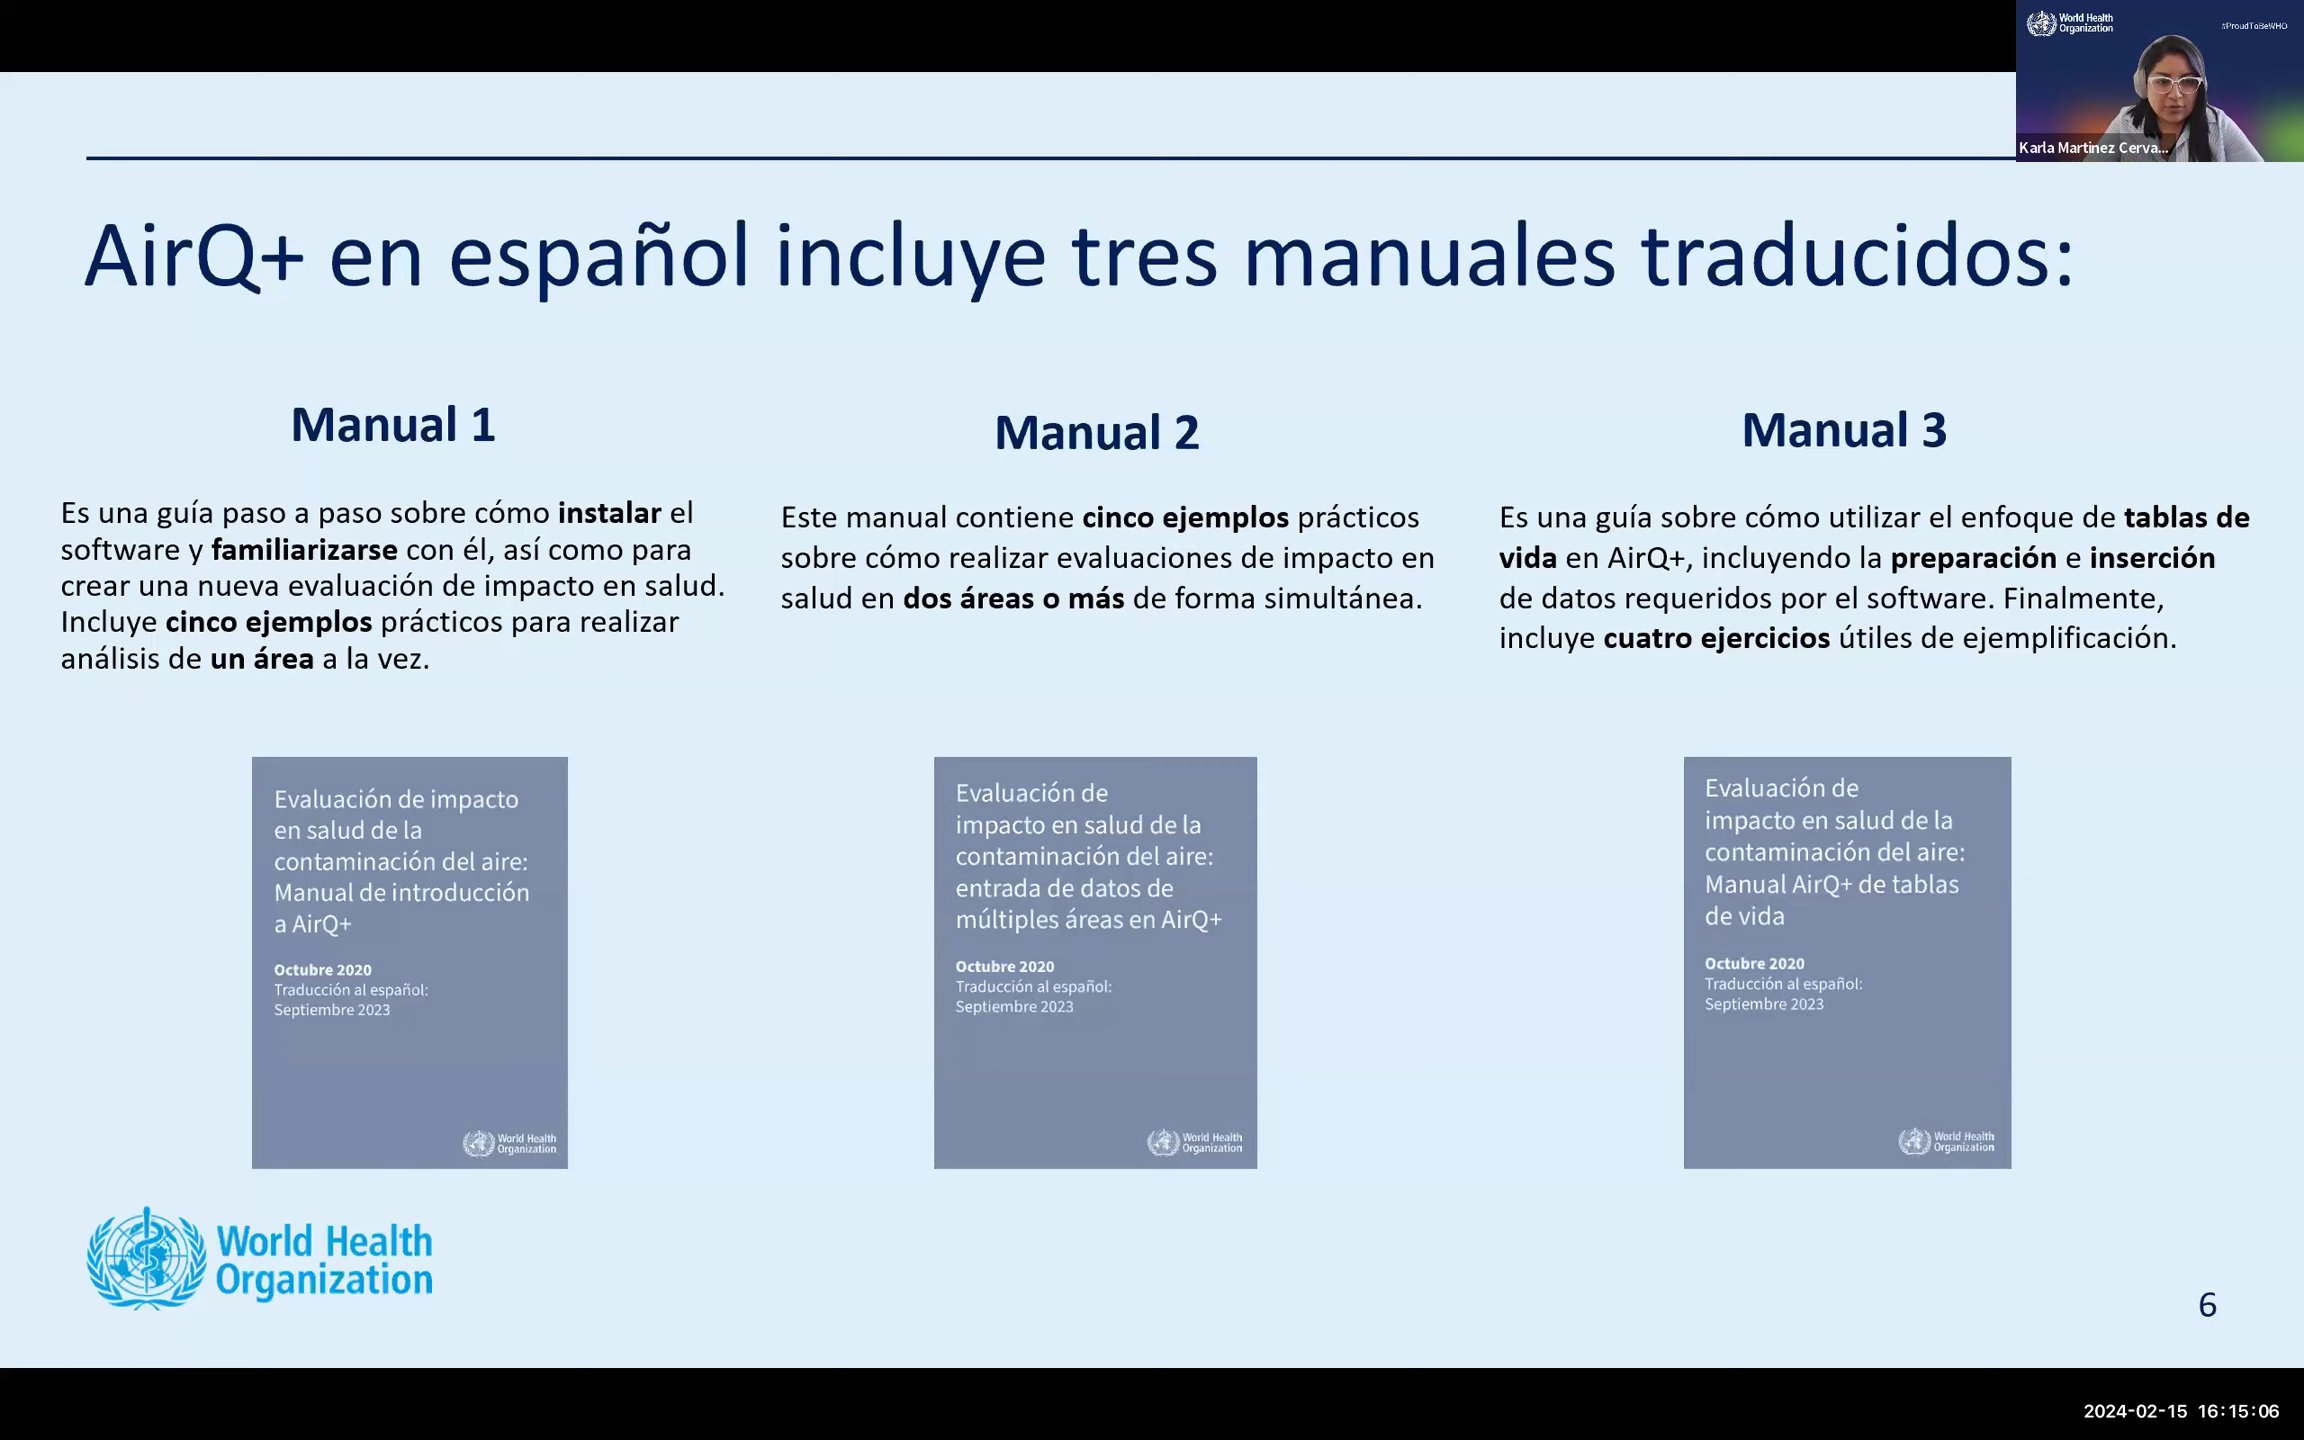 World Health
Organization
#ProudToBeWHO
Karla Martinez Cerva...
AirQ+ en español incluye tres manuales traducidos:
Manual 1
Es una guía paso a paso sobre cómo instalar el
software y familiarizarse con él, así como para
crear una nueva evaluación de impacto en salud.
Incluye cinco ejemplos prácticos para realizar
análisis de un área a la vez.
Manual 2
Este manual contiene cinco ejemplos prácticos
sobre cómo realizar evaluaciones de impacto en
salud en dos áreas o más de forma simultánea.
Manual 3
Es una guía sobre cómo utilizar el enfoque de tablas de
vida en AirQ+, incluyendo la preparación e inserción
de datos requeridos por el software. Finalmente,
incluye cuatro ejercicios útiles de ejemplificación.
Evaluación de impacto
en salud de la
contaminación del aire:
Manual de introducción
a AirQ+
Octubre 2020
Traducción al español:
Septiembre 2023
World Health
Organization
Evaluación de
impacto en salud de la
contaminación del aire:
entrada de datos de
múltiples áreas en AirQ+
Octubre 2020
Traducción al español:
Septiembre 2023
World Health
Organization
Evaluación de
impacto en salud de la
contaminación del aire:
Manual AirQ+ de tablas
de vida
Octubre 2020
Traducción al español:
Septiembre 2023
World Health
Organization
World Health
Organization
6
2024-02-15 16:15:06